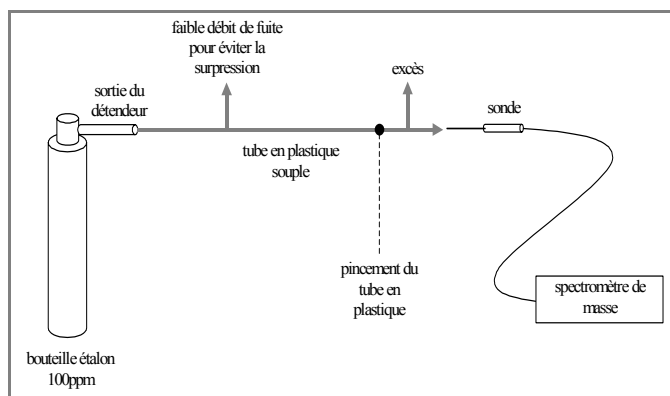 faible débit de fuite
pour éviter la
surpression
sortie du
détendeur
excès
sonde
tube en plastique
souple
pincement du
tube en
plastique
spectromètre de
masse
bouteille étalon
100ppm